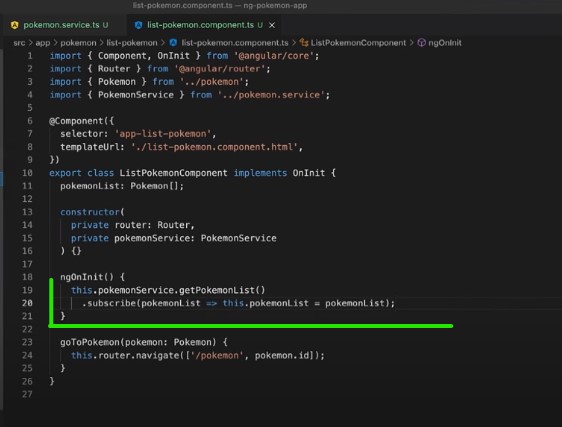 list-pokemon.component.ts — ng-pokemon-app
pokemon.service.ts U
list-pokemon.component.ts U ×
src > app > pokemon > list-pokemon > list-pokemon.component.ts > ListPokemonComponent > ngOnInit
1 import { Component, OnInit } from '@angular/core';
2 import { Router } from '@angular/router';
3 import { Pokemon } from '../pokemon';
4 import { PokemonService } from '../pokemon.service';
5
6 @Component({
7   selector: 'app-list-pokemon',
8   templateUrl: './list-pokemon.component.html',
9 })
10 export class ListPokemonComponent implements OnInit {
11   pokemonList: Pokemon[];
12
13   constructor(
14     private router: Router,
15     private pokemonService: PokemonService
16   ) {}
17
18   ngOnInit() {
19     this.pokemonService.getPokemonList()
20       .subscribe(pokemonList => this.pokemonList = pokemonList);
21   }
22
23   goToPokemon(pokemon: Pokemon) {
24     this.router.navigate(['/pokemon', pokemon.id]);
25   }
26 }
27